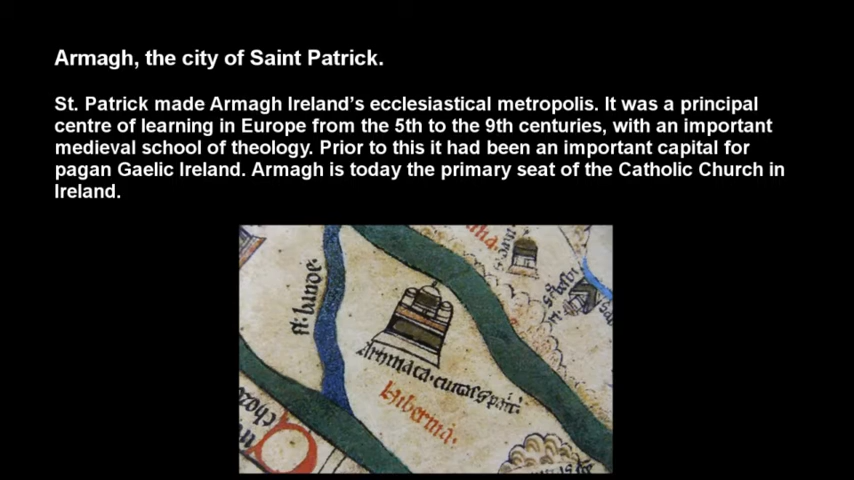 Armagh, the city of Saint Patrick.
St. Patrick made Armagh Ireland’s ecclesiastical metropolis. It was a principal
centre of learning in Europe from the 5th to the 9th centuries, with an important
medieval school of theology. Prior to this it had been an important capital for
pagan Gaelic Ireland. Armagh is today the primary seat of the Catholic Church in
Ireland.
Hibernia.